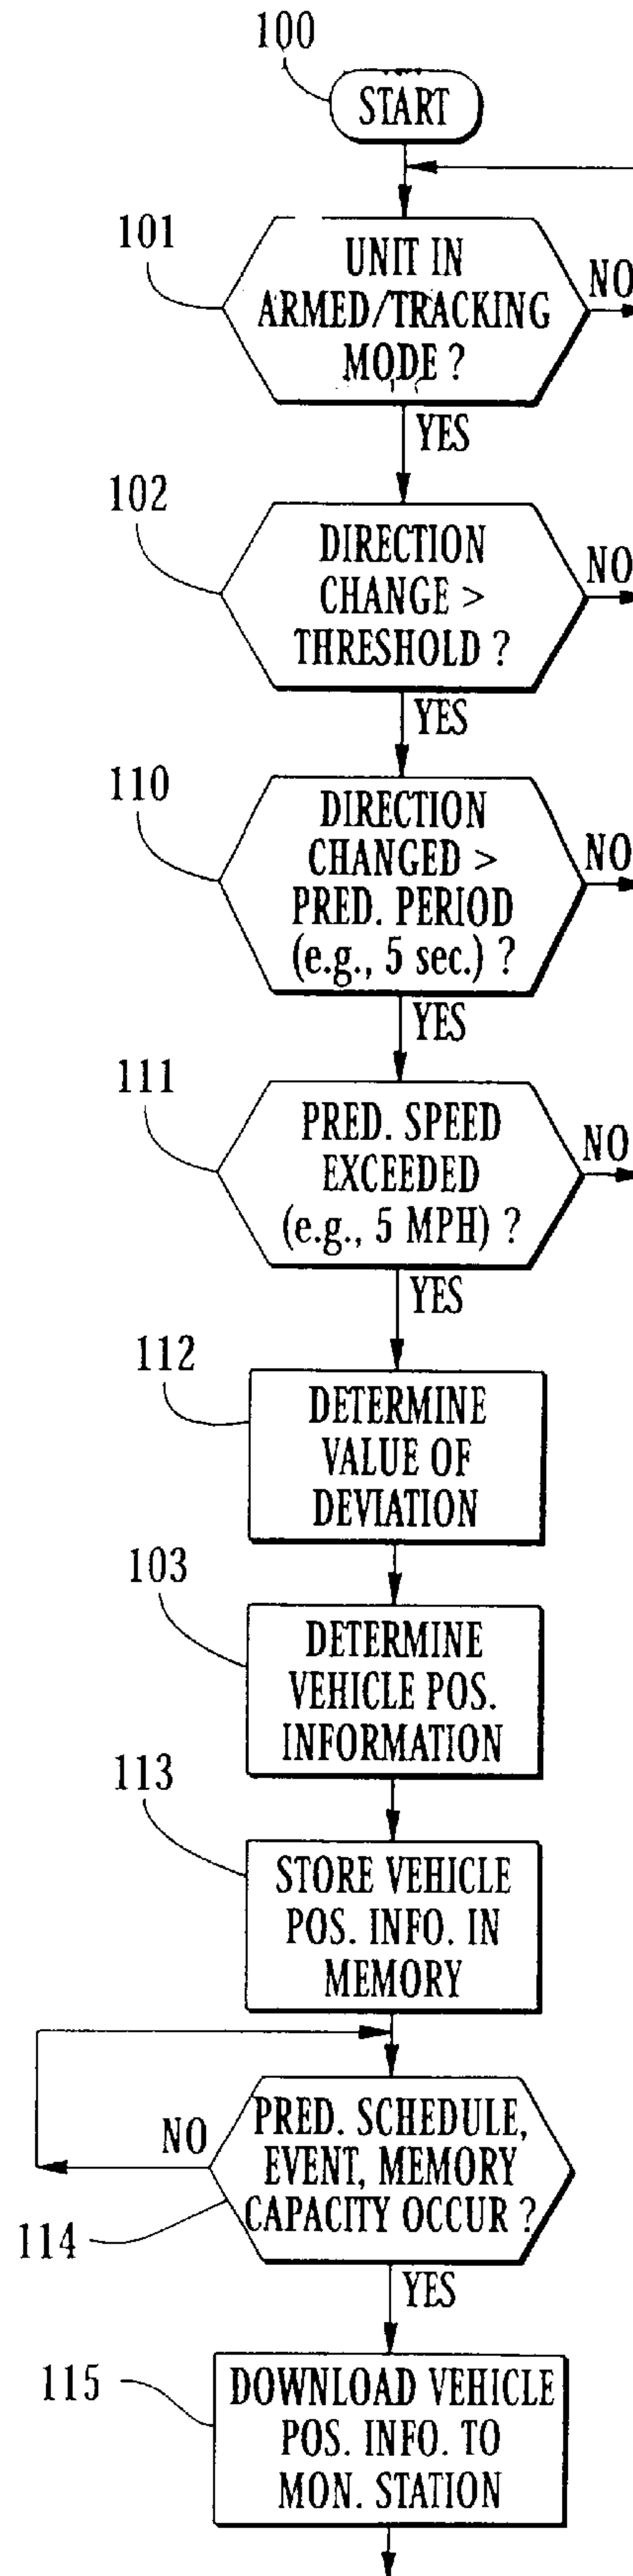 100
START
101
UNIT IN
ARMED/TRACKING
MODE ?
NO
YES
102
DIRECTION
CHANGE >
THRESHOLD ?
NO
YES
110
DIRECTION
CHANGED >
PRED. PERIOD
(e.g., 5 sec.) ?
NO
YES
111
PRED. SPEED
EXCEEDED
(e.g., 5 MPH) ?
NO
YES
112
DETERMINE
VALUE OF
DEVIATION
103
DETERMINE
VEHICLE POS.
INFORMATION
113
STORE VEHICLE
POS. INFO. IN
MEMORY
NO
PRED. SCHEDULE,
EVENT, MEMORY
CAPACITY OCCUR ?
114
YES
115
DOWNLOAD VEHICLE
POS. INFO. TO
MON. STATION